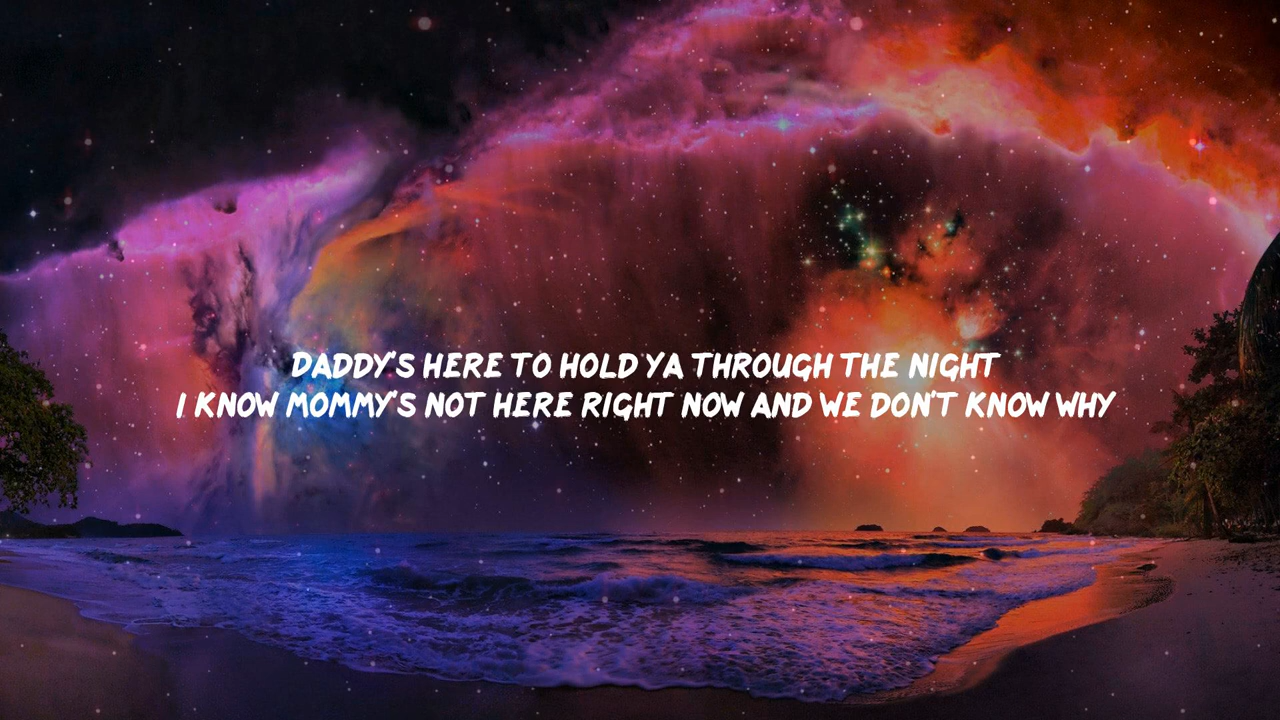 DADDY'S HERE TO HOLD YA THROUGH THE NIGHT
I KNOW MOMMY'S NOT HERE RIGHT NOW AND WE DON'T KNOW WHY